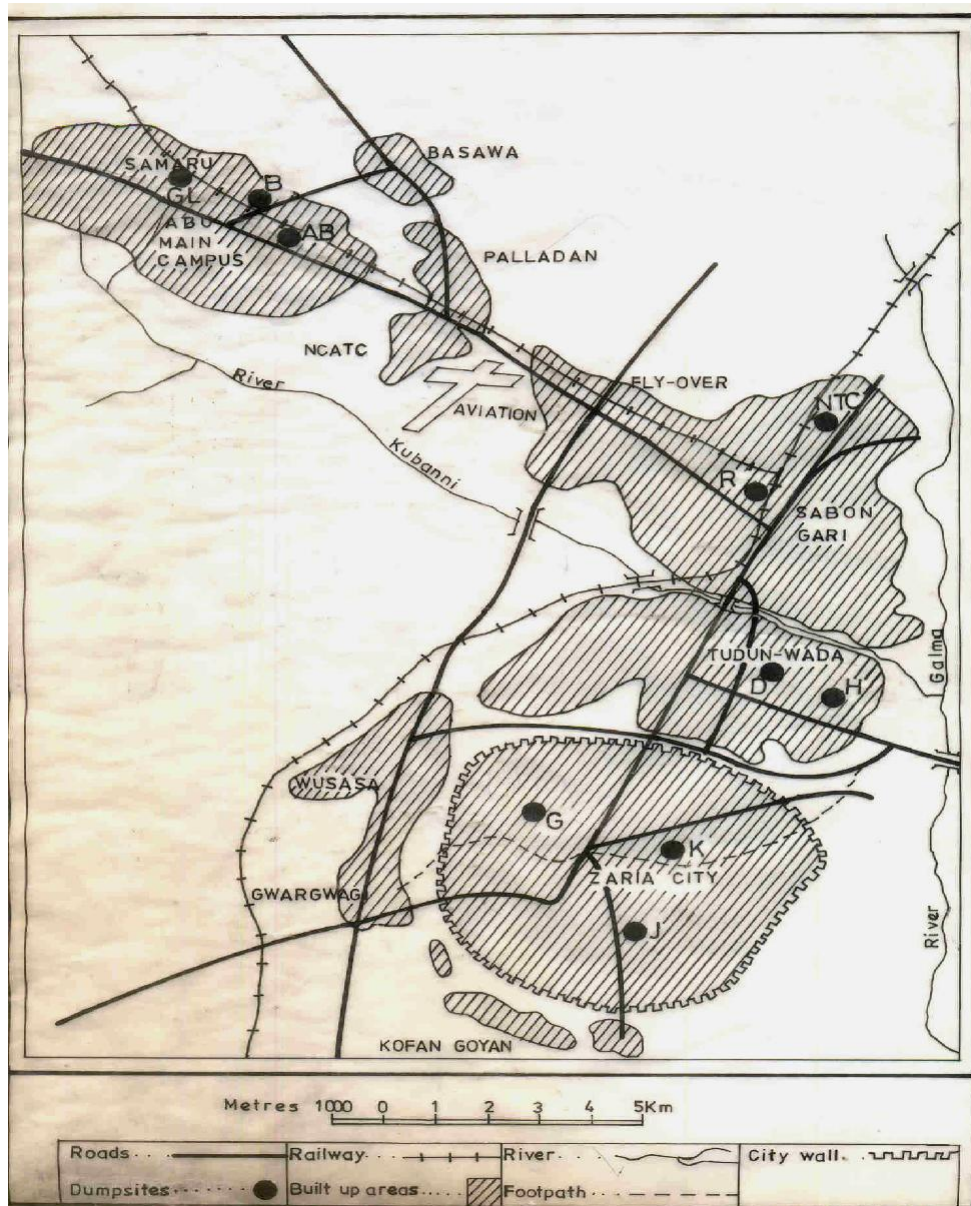 BASAWA
SAMARU
B
GL
ABU
MAIN
CAMPUS
AB
PALLADAN
NCATC
River
Kubanni
AVIATION
FLY-OVER
NTC
R
SABON
GARI
TUDUN-WADA
D
H
Galma
River
WUSASA
G
K
ZARIA CITY
GWARGWAGI
J
KOFAN GOYAN
Metres 1000 0 1 2 3 4 5Km
Roads
Railway
River
City wall
Dumpsites
Built up areas
Footpath